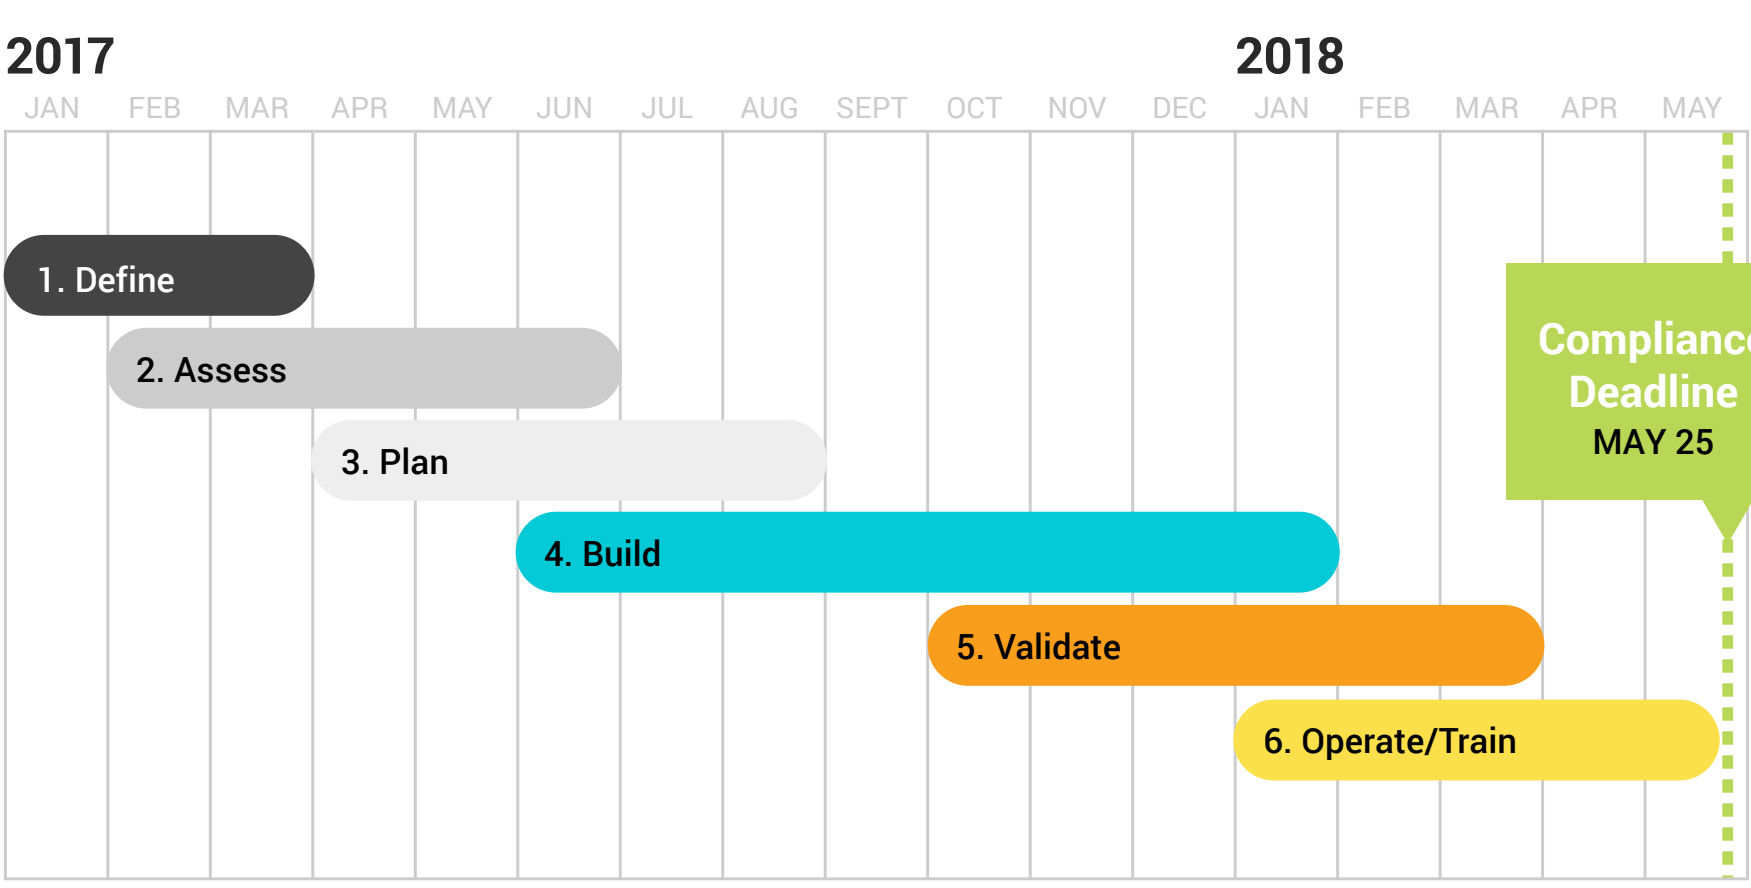 2017 2018
JAN FEB MAR APR MAY JUN JUL AUG SEPT OCT NOV DEC JAN FEB MAR APR MAY
1. Define
2. Assess
3. Plan
4. Build
5. Validate
6. Operate/Train
Compliance
Deadline
MAY 25